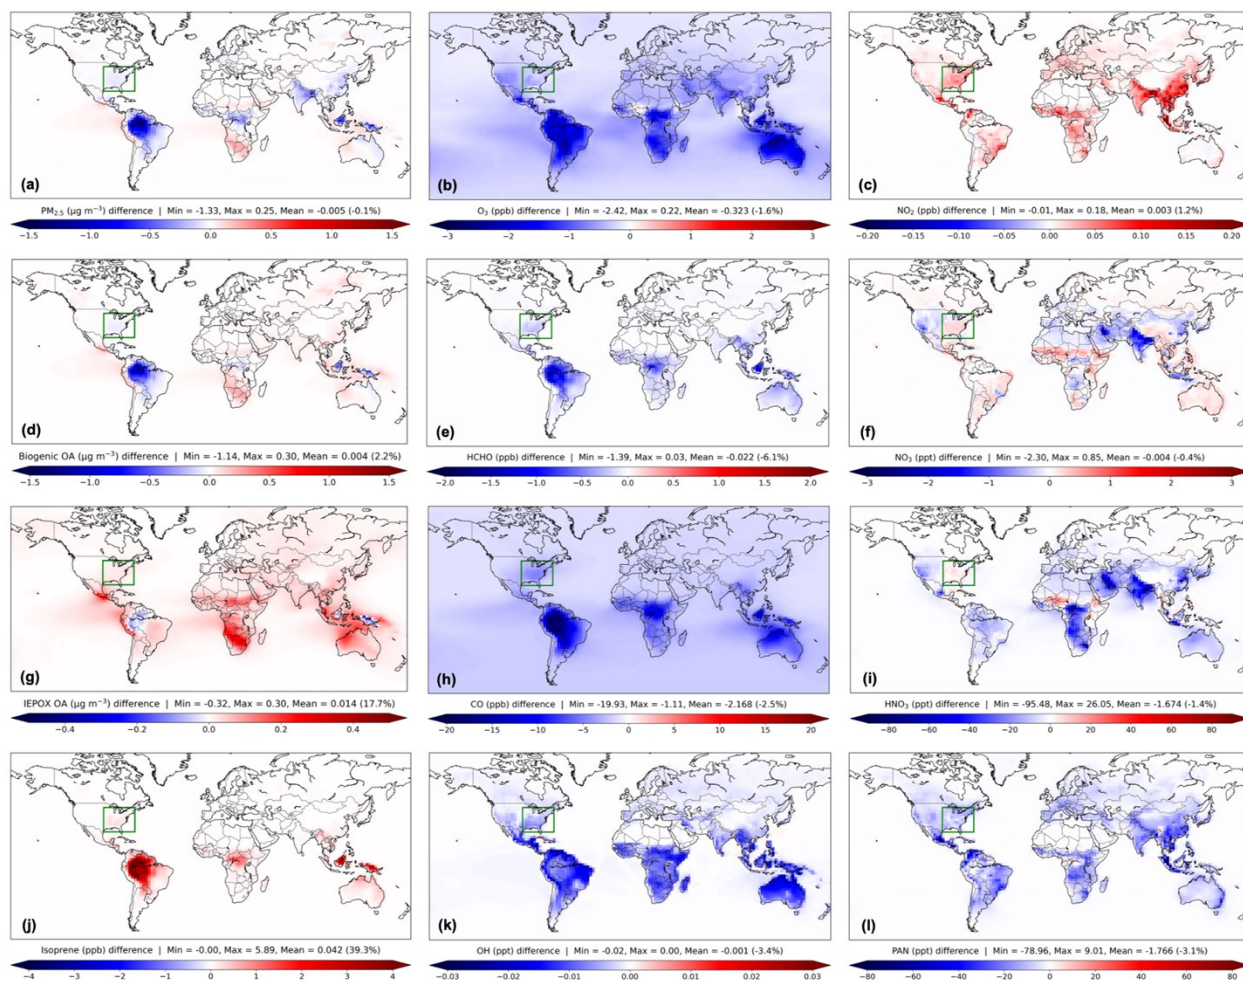 (a) (b) (c)
PM2.5 (μg m−3) difference | Min = -1.33, Max = 0.25, Mean = -0.005 (-0.1%)
−1.5 −1.0 −0.5 0.0 0.5 1.0 1.5
O3 (ppb) difference | Min = -2.42, Max = 0.22, Mean = -0.323 (-1.6%)
−3 −2 −1 0 1 2 3
NO2 (ppb) difference | Min = -0.01, Max = 0.18, Mean = 0.003 (1.2%)
−0.20 −0.15 −0.10 −0.05 0.00 0.05 0.10 0.15 0.20
(d) (e) (f)
Biogenic OA (μg m−3) difference | Min = -1.14, Max = 0.30, Mean = 0.004 (2.2%)
−1.5 −1.0 −0.5 0.0 0.5 1.0 1.5
HCHO (ppb) difference | Min = -1.39, Max = 0.03, Mean = -0.022 (-6.1%)
−2.0 −1.5 −1.0 −0.5 0.0 0.5 1.0 1.5 2.0
NO3 (ppt) difference | Min = -2.30, Max = 0.85, Mean = -0.004 (-0.4%)
−3 −2 −1 0 1 2 3
(g) (h) (i)
IEPOX OA (μg m−3) difference | Min = -0.32, Max = 0.30, Mean = 0.014 (17.7%)
−0.4 −0.2 0.0 0.2 0.4
CO (ppb) difference | Min = -19.93, Max = -1.11, Mean = -2.168 (-2.5%)
−20 −15 −10 −5 0 5 10 15 20
HNO3 (ppt) difference | Min = -95.48, Max = 26.05, Mean = -1.674 (-1.4%)
−80 −60 −40 −20 0 20 40 60 80
(j) (k) (l)
Isoprene (ppb) difference | Min = -0.00, Max = 5.89, Mean = 0.042 (39.3%)
−4 −3 −2 −1 0 1 2 3 4
OH (ppt) difference | Min = -0.02, Max = 0.00, Mean = -0.001 (-3.4%)
−0.03 −0.02 −0.01 0.00 0.01 0.02 0.03
PAN (ppt) difference | Min = -78.96, Max = 9.01, Mean = -1.766 (-3.1%)
−80 −60 −40 −20 0 20 40 60 80